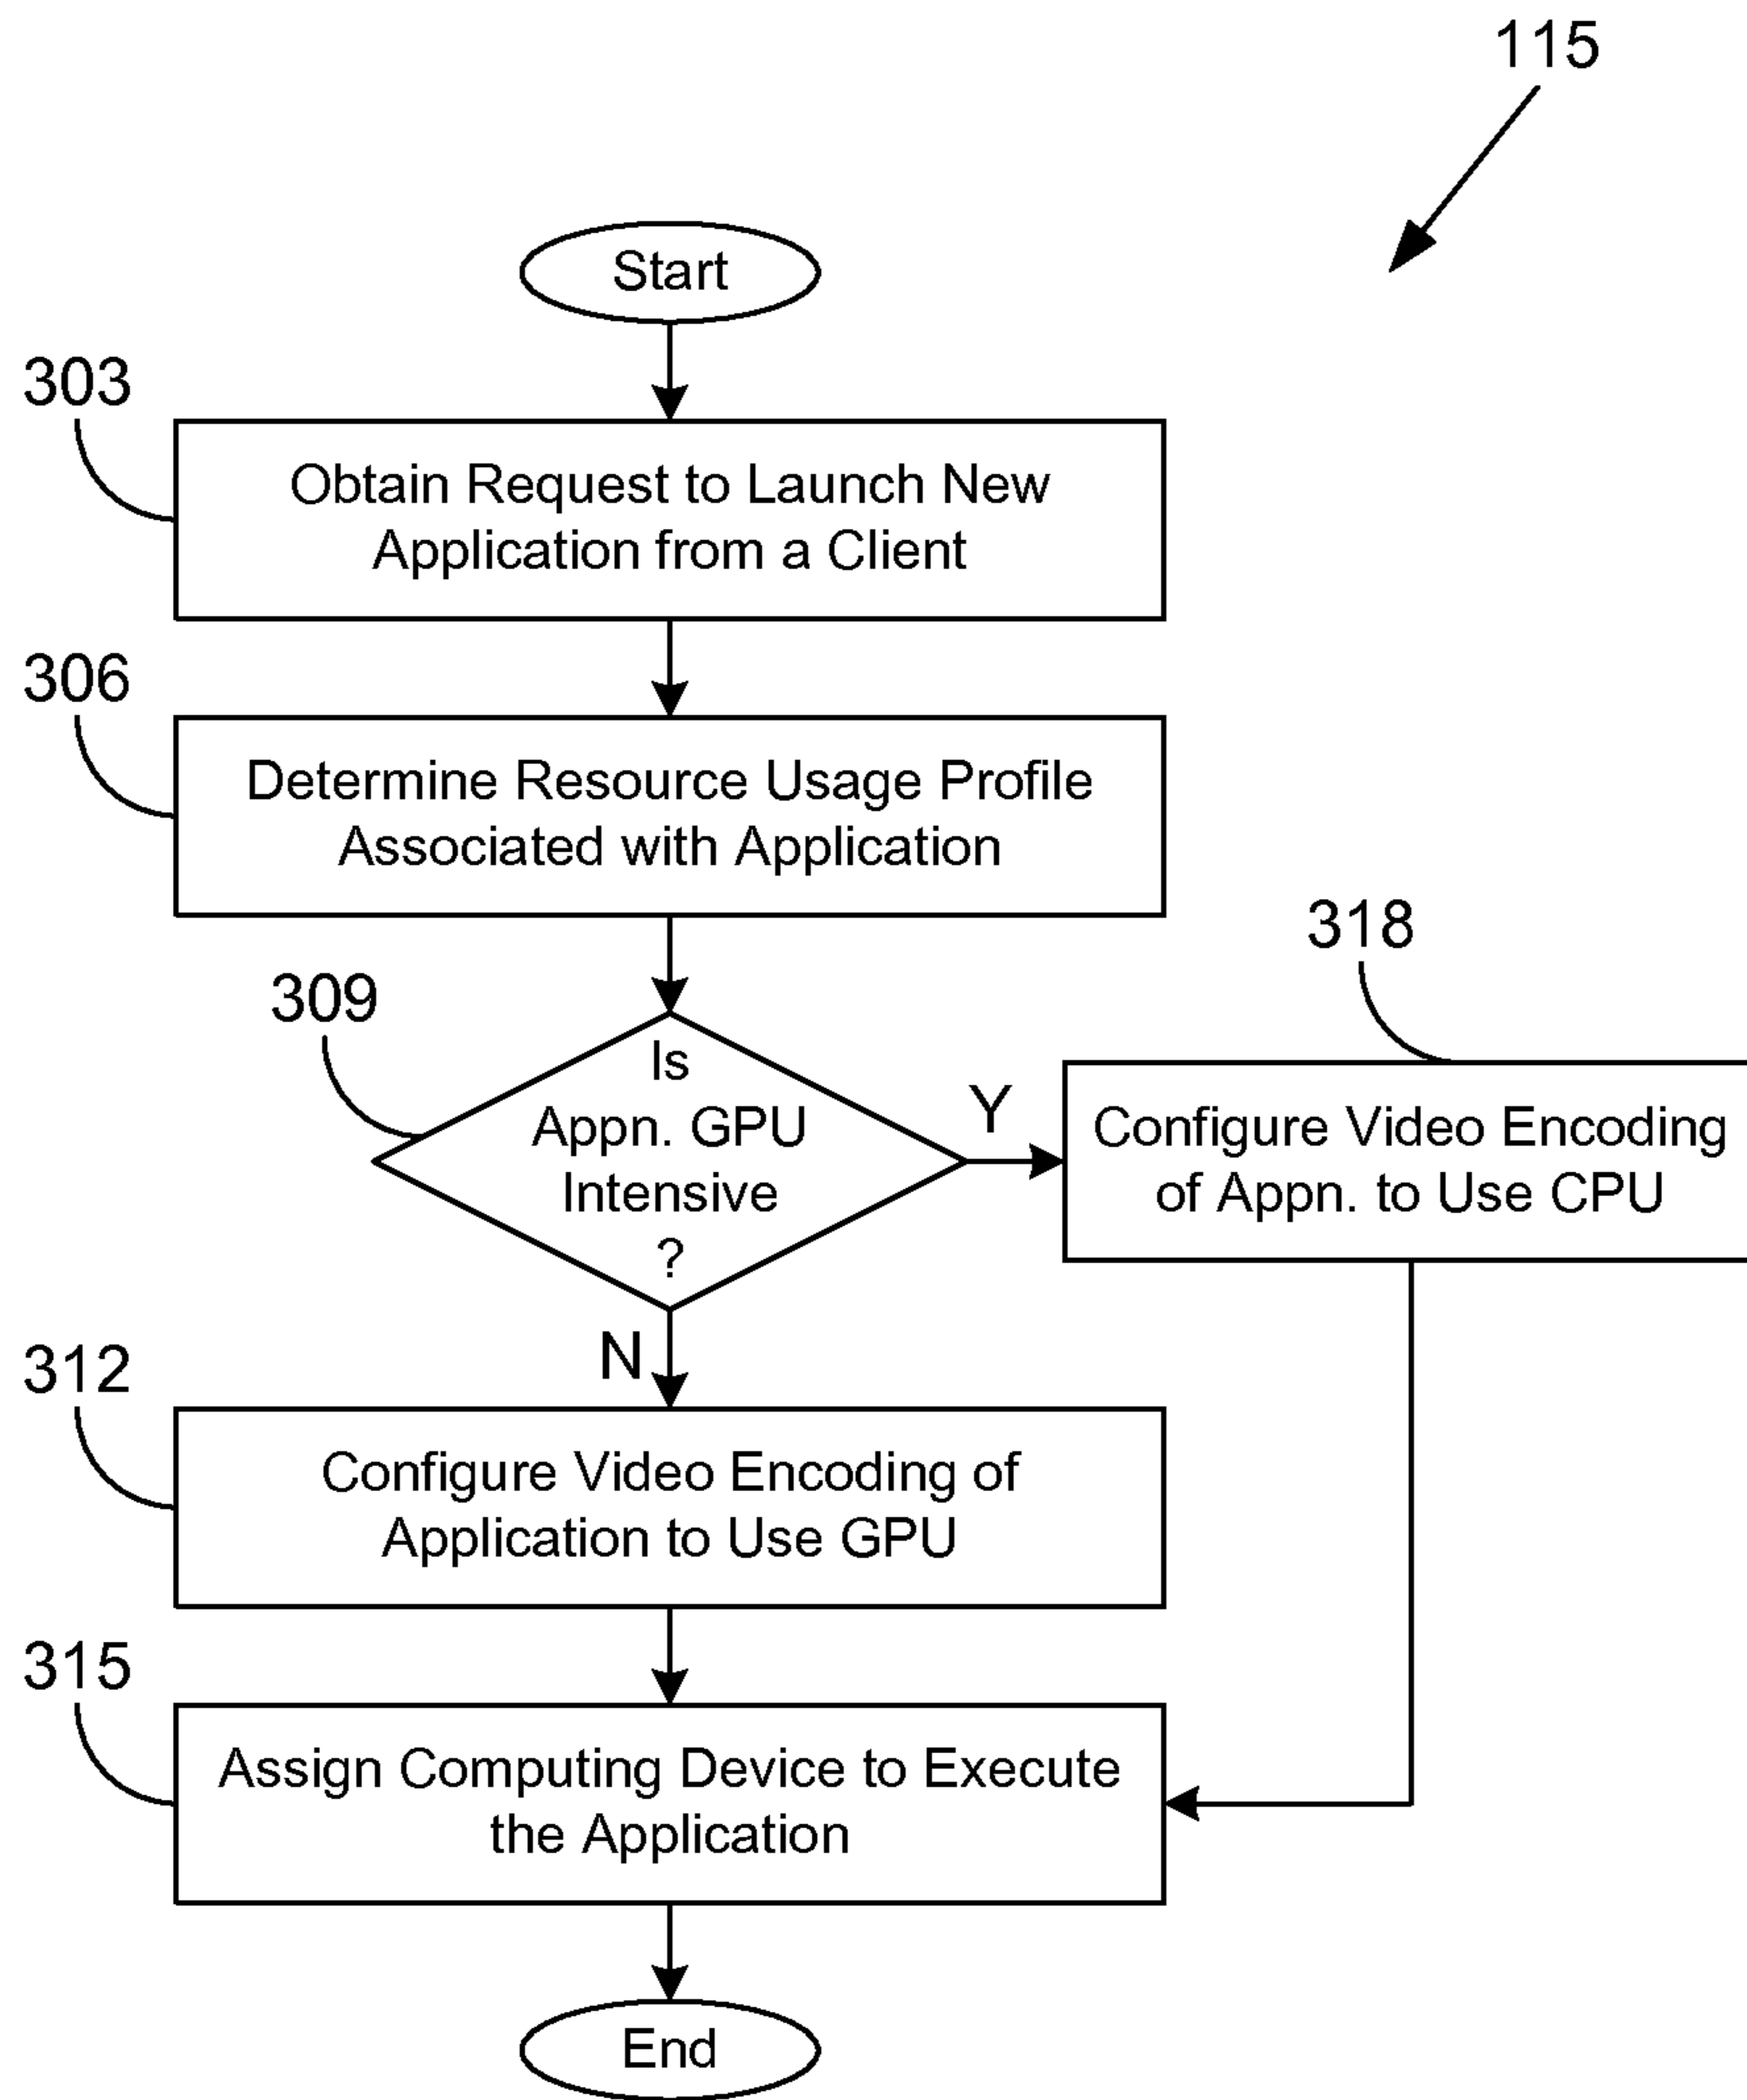 115
Start
303
Obtain Request to Launch New
Application from a Client
306
Determine Resource Usage Profile
Associated with Application
309
Is
Appn. GPU
Intensive
?
Y
318
Configure Video Encoding
of Appn. to Use CPU
N
312
Configure Video Encoding of
Application to Use GPU
315
Assign Computing Device to Execute
the Application
End